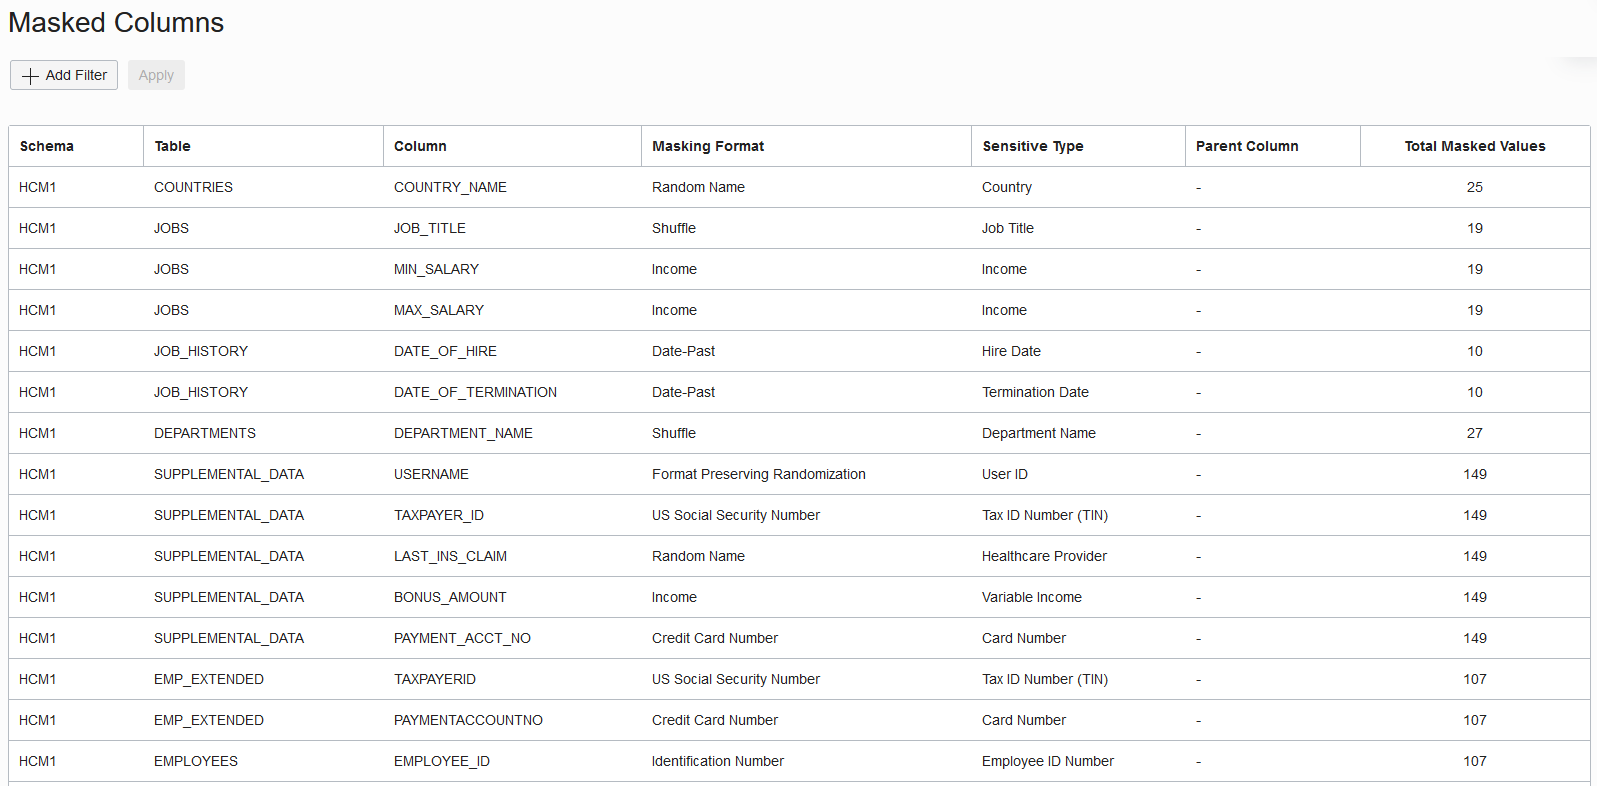 Masked Columns
+ Add Filter Apply
Schema Table Column Masking Format Sensitive Type Parent Column Total Masked Values
HCM1 COUNTRIES COUNTRY_NAME Random Name Country - 25
HCM1 JOBS JOB_TITLE Shuffle Job Title - 19
HCM1 JOBS MIN_SALARY Income Income - 19
HCM1 JOBS MAX_SALARY Income Income - 19
HCM1 JOB_HISTORY DATE_OF_HIRE Date-Past Hire Date - 10
HCM1 JOB_HISTORY DATE_OF_TERMINATION Date-Past Termination Date - 10
HCM1 DEPARTMENTS DEPARTMENT_NAME Shuffle Department Name - 27
HCM1 SUPPLEMENTAL_DATA USERNAME Format Preserving Randomization User ID - 149
HCM1 SUPPLEMENTAL_DATA TAXPAYER_ID US Social Security Number Tax ID Number (TIN) - 149
HCM1 SUPPLEMENTAL_DATA LAST_INS_CLAIM Random Name Healthcare Provider - 149
HCM1 SUPPLEMENTAL_DATA BONUS_AMOUNT Income Variable Income - 149
HCM1 SUPPLEMENTAL_DATA PAYMENT_ACCT_NO Credit Card Number Card Number - 149
HCM1 EMP_EXTENDED TAXPAYERID US Social Security Number Tax ID Number (TIN) - 107
HCM1 EMP_EXTENDED PAYMENTACCOUNTNO Credit Card Number Card Number - 107
HCM1 EMPLOYEES EMPLOYEE_ID Identification Number Employee ID Number - 107